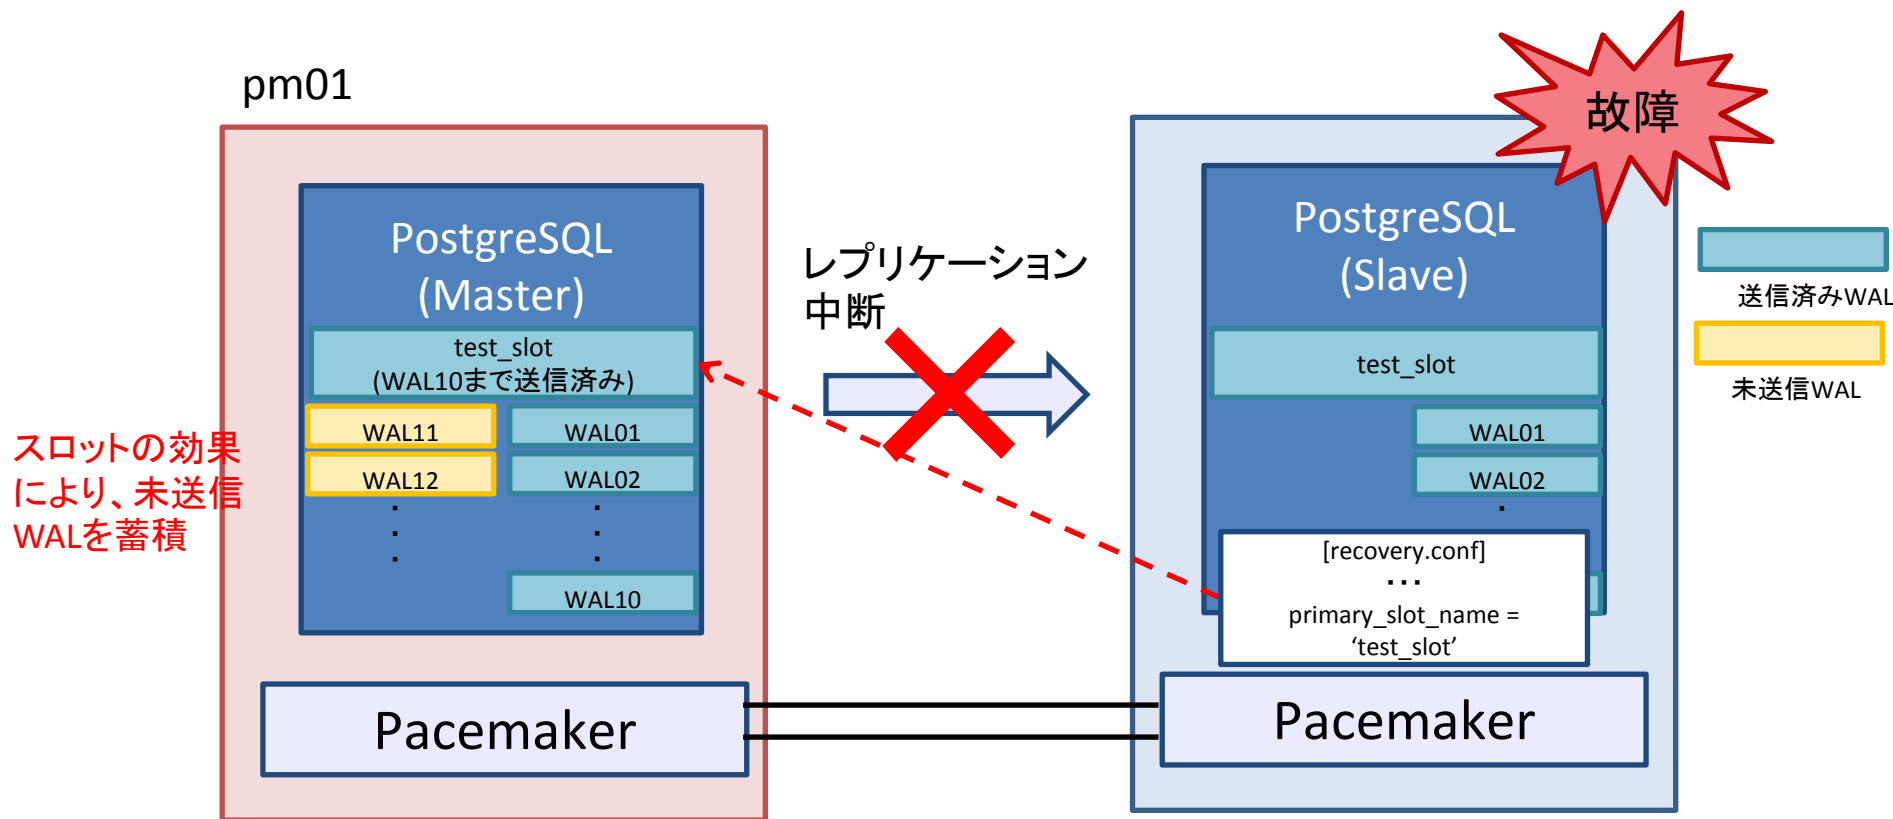 pm01
故障
PostgreSQL
(Master)
test_slot
(WAL10まで送信済み)
WAL11
WAL01
WAL12
WAL02
・
・
・
・
・
・
WAL10
スロットの効果
により、未送信
WALを蓄積
Pacemaker
レプリケーション
中断
PostgreSQL
(Slave)
test_slot
WAL01
WAL02
・
[recovery.conf]
・・・
primary_slot_name =
‘test_slot’
Pacemaker
送信済みWAL
未送信WAL